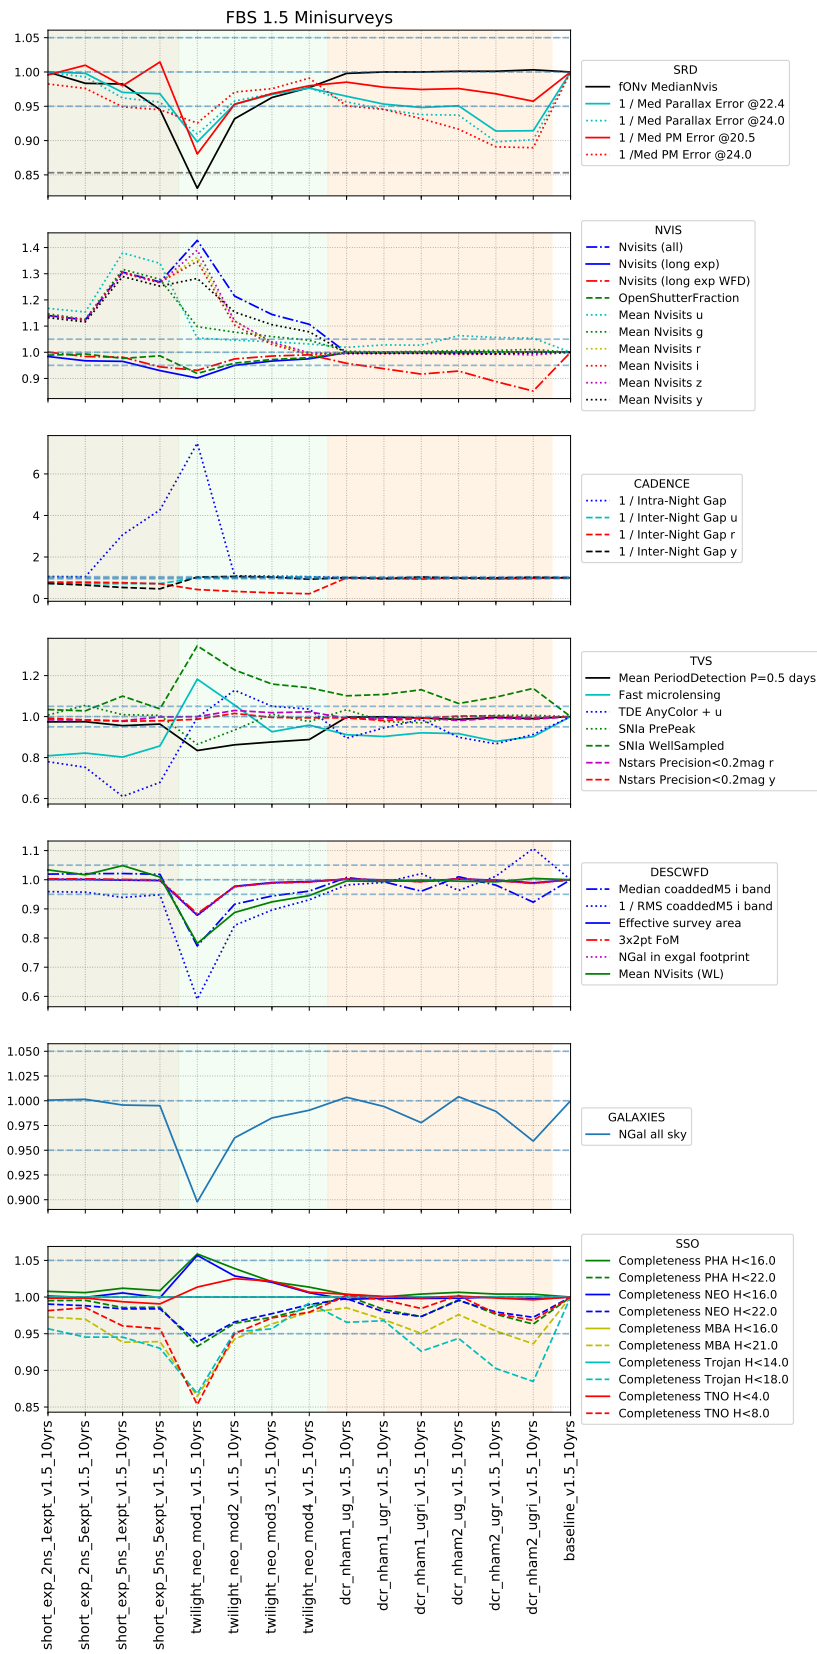 FBS 1.5 Minisurveys
1.05
1.00
0.95
0.90
0.85
SRD
fONv MedianNvis
1 / Med Parallax Error @22.4
1 / Med Parallax Error @24.0
1 / Med PM Error @20.5
1 /Med PM Error @24.0
1.4
1.3
1.2
1.1
1.0
0.9
NVIS
Nvisits (all)
Nvisits (long exp)
Nvisits (long exp WFD)
OpenShutterFraction
Mean Nvisits u
Mean Nvisits g
Mean Nvisits r
Mean Nvisits i
Mean Nvisits z
Mean Nvisits y
6
4
2
0
CADENCE
1 / Intra-Night Gap
1 / Inter-Night Gap u
1 / Inter-Night Gap r
1 / Inter-Night Gap y
1.2
1.0
0.8
0.6
TVS
Mean PeriodDetection P=0.5 days
Fast microlensing
TDE AnyColor + u
SNIa PrePeak
SNIa WellSampled
Nstars Precision<0.2mag r
Nstars Precision<0.2mag y
1.1
1.0
0.9
0.8
0.7
0.6
DESCWFD
Median coaddedM5 i band
1 / RMS coaddedM5 i band
Effective survey area
3x2pt FoM
NGal in exgal footprint
Mean NVisits (WL)
1.050
1.025
1.000
0.975
0.950
0.925
0.900
GALAXIES
NGal all sky
1.05
1.00
0.95
0.90
0.85
SSO
Completeness PHA H<16.0
Completeness PHA H<22.0
Completeness NEO H<16.0
Completeness NEO H<22.0
Completeness MBA H<16.0
Completeness MBA H<21.0
Completeness Trojan H<14.0
Completeness Trojan H<18.0
Completeness TNO H<4.0
Completeness TNO H<8.0
short_exp_2ns_1expt_v1.5_10yrs
short_exp_2ns_5expt_v1.5_10yrs
short_exp_5ns_1expt_v1.5_10yrs
short_exp_5ns_5expt_v1.5_10yrs
twilight_neo_mod1_v1.5_10yrs
twilight_neo_mod2_v1.5_10yrs
twilight_neo_mod3_v1.5_10yrs
twilight_neo_mod4_v1.5_10yrs
dcr_nham1_ug_v1.5_10yrs
dcr_nham1_ugr_v1.5_10yrs
dcr_nham1_ugri_v1.5_10yrs
dcr_nham2_ug_v1.5_10yrs
dcr_nham2_ugr_v1.5_10yrs
dcr_nham2_ugri_v1.5_10yrs
baseline_v1.5_10yrs